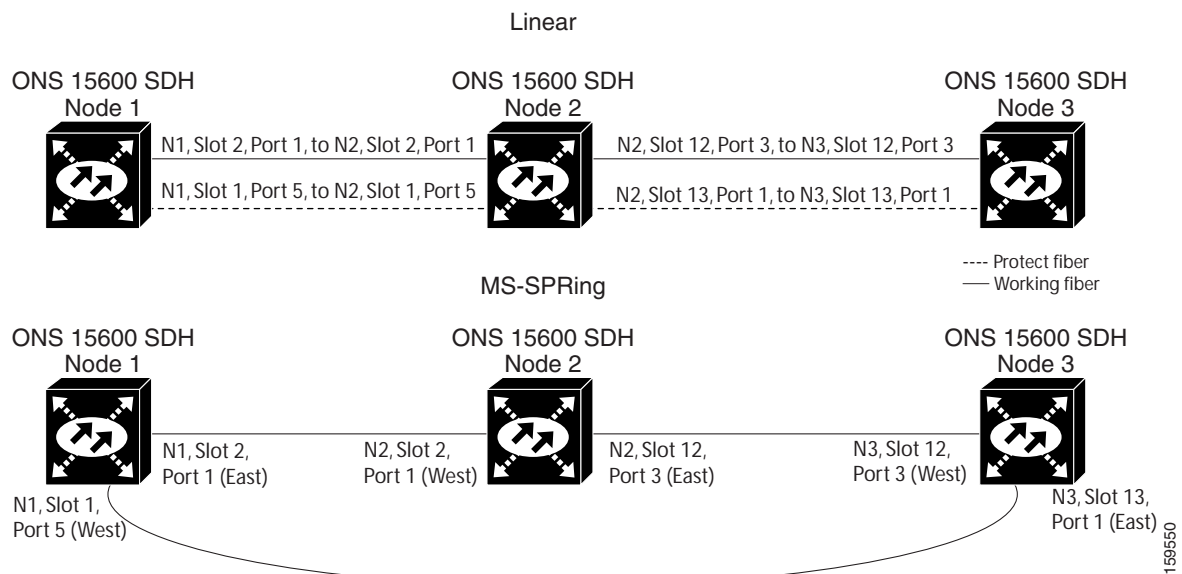 Linear
ONS 15600 SDH
Node 1
ONS 15600 SDH
Node 2
ONS 15600 SDH
Node 3
N1, Slot 2, Port 1, to N2, Slot 2, Port 1
N2, Slot 12, Port 3, to N3, Slot 12, Port 3
N1, Slot 1, Port 5, to N2, Slot 1, Port 5
N2, Slot 13, Port 1, to N3, Slot 13, Port 1
Protect fiber
Working fiber
MS-SPRing
ONS 15600 SDH
Node 1
ONS 15600 SDH
Node 2
ONS 15600 SDH
Node 3
N1, Slot 2,
Port 1 (East)
N2, Slot 2,
Port 1 (West)
N2, Slot 12,
Port 3 (East)
N3, Slot 12,
Port 3 (West)
N1, Slot 1,
Port 5 (West)
N3, Slot 13,
Port 1 (East)
159550